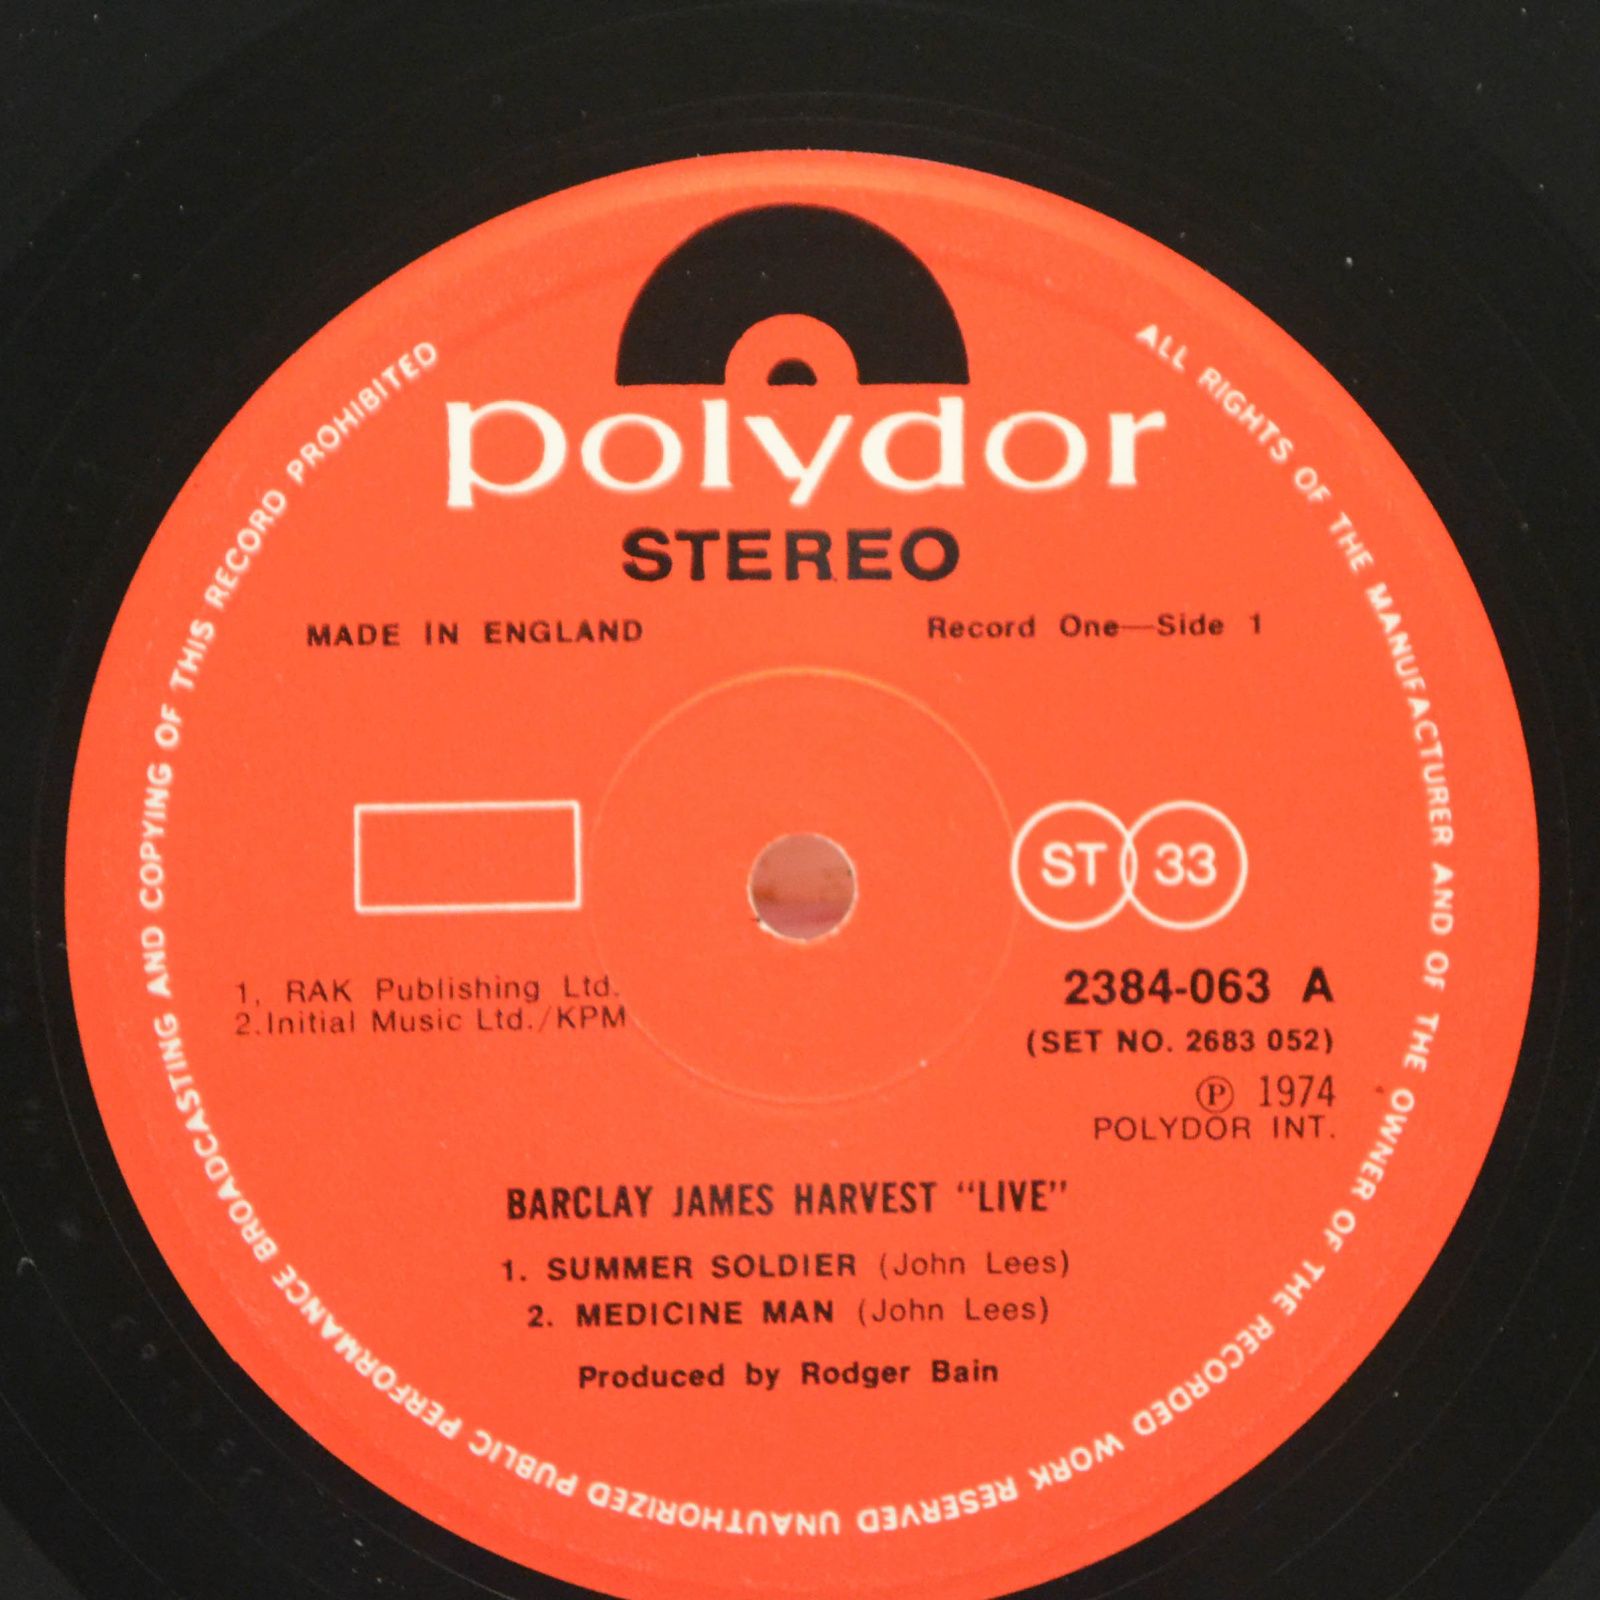 polydor
STEREO
MADE IN ENGLAND
Record One—Side 1
ST 33
1, RAK Publishing Ltd.
2.Initial Music Ltd./KPM
2384-063 A
(SET NO. 2683 052)
Ⓟ 1974
POLYDOR INT.
BARCLAY JAMES HARVEST "LIVE"
1. SUMMER SOLDIER (John Lees)
2. MEDICINE MAN (John Lees)
Produced by Rodger Bain
ALL RIGHTS OF THE MANUFACTURER AND OF THE OWNER OF THE RECORDED WORK RESERVED UNAUTHORIZED PUBLIC PERFORMANCE BROADCASTING AND COPYING OF THIS RECORD PROHIBITED